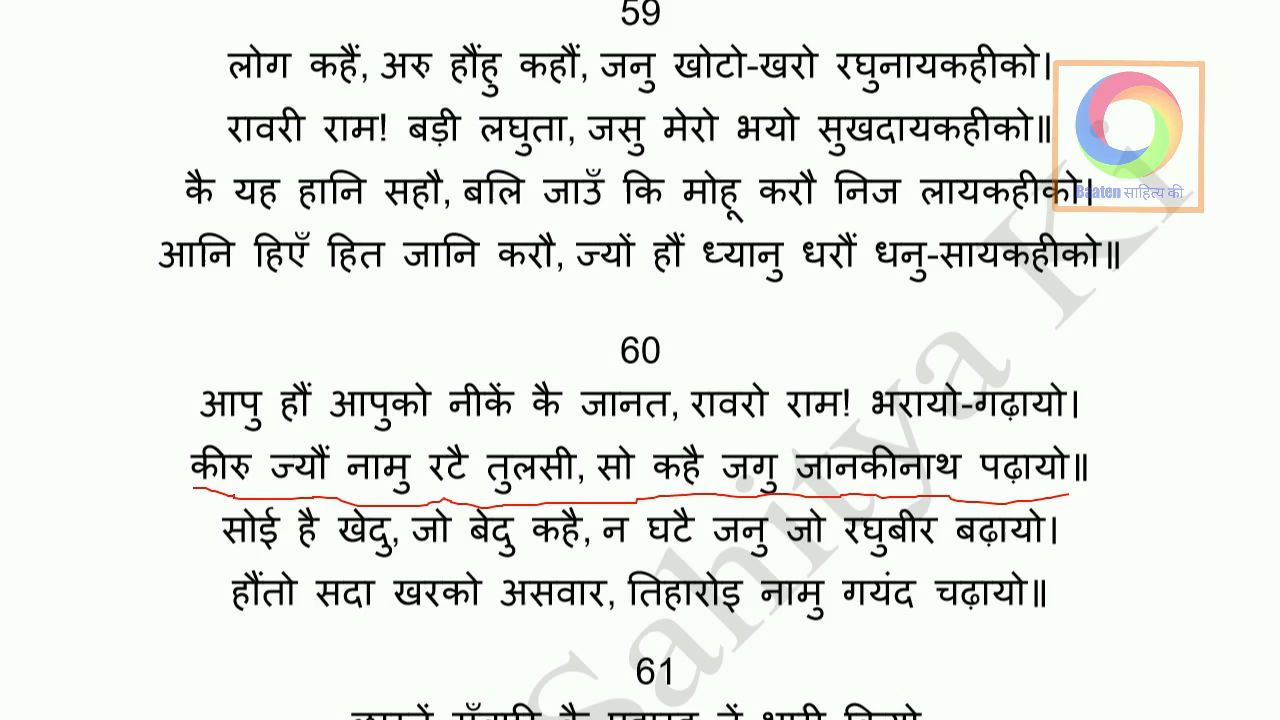 59
लोग कहैं, अरु हौंहु कहौं, जनु खोटो-खरो रघुनायकहीको।
रावरी राम! बड़ी लघुता, जसु मेरो भयो सुखदायकहीको॥
कै यह हानि सहौ, बलि जाउँ कि मोहू करौ निज लायकहीको।
आनि हिएँ हित जानि करौ, ज्यों हौं ध्यानु धरौं धनु-सायकहीको॥
Baaten साहित्य की
60
आपु हौं आपुको नीकें कै जानत, रावरो राम! भरायो-गढ़ायो।
कीरु ज्यौं नामु रटै तुलसी, सो कहै जगु जानकीनाथ पढ़ायो॥
सोई है खेदु, जो बेदु कहै, न घटै जनु जो रघुबीर बढ़ायो।
हौंतो सदा खरको असवार, तिहारोइ नामु गयंद चढ़ायो॥
61
Sahitya Ki